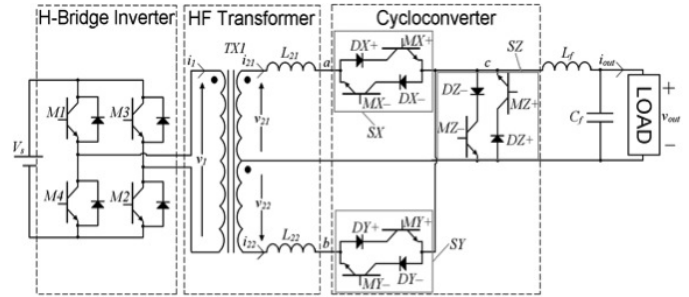 H-Bridge Inverter
HF Transformer
Cycloconverter
TX1
i1
i21
L21
a
DX+
MX+
c
SZ
Lf
iout
M1
M3
MX−
DX−
DZ−
MZ+
Vs
v1
v21
SX
MZ−
DZ+
Cf
LOAD
+
vout
−
M4
M2
v22
DY+
MY+
i22
L22
b
MY−
DY−
SY